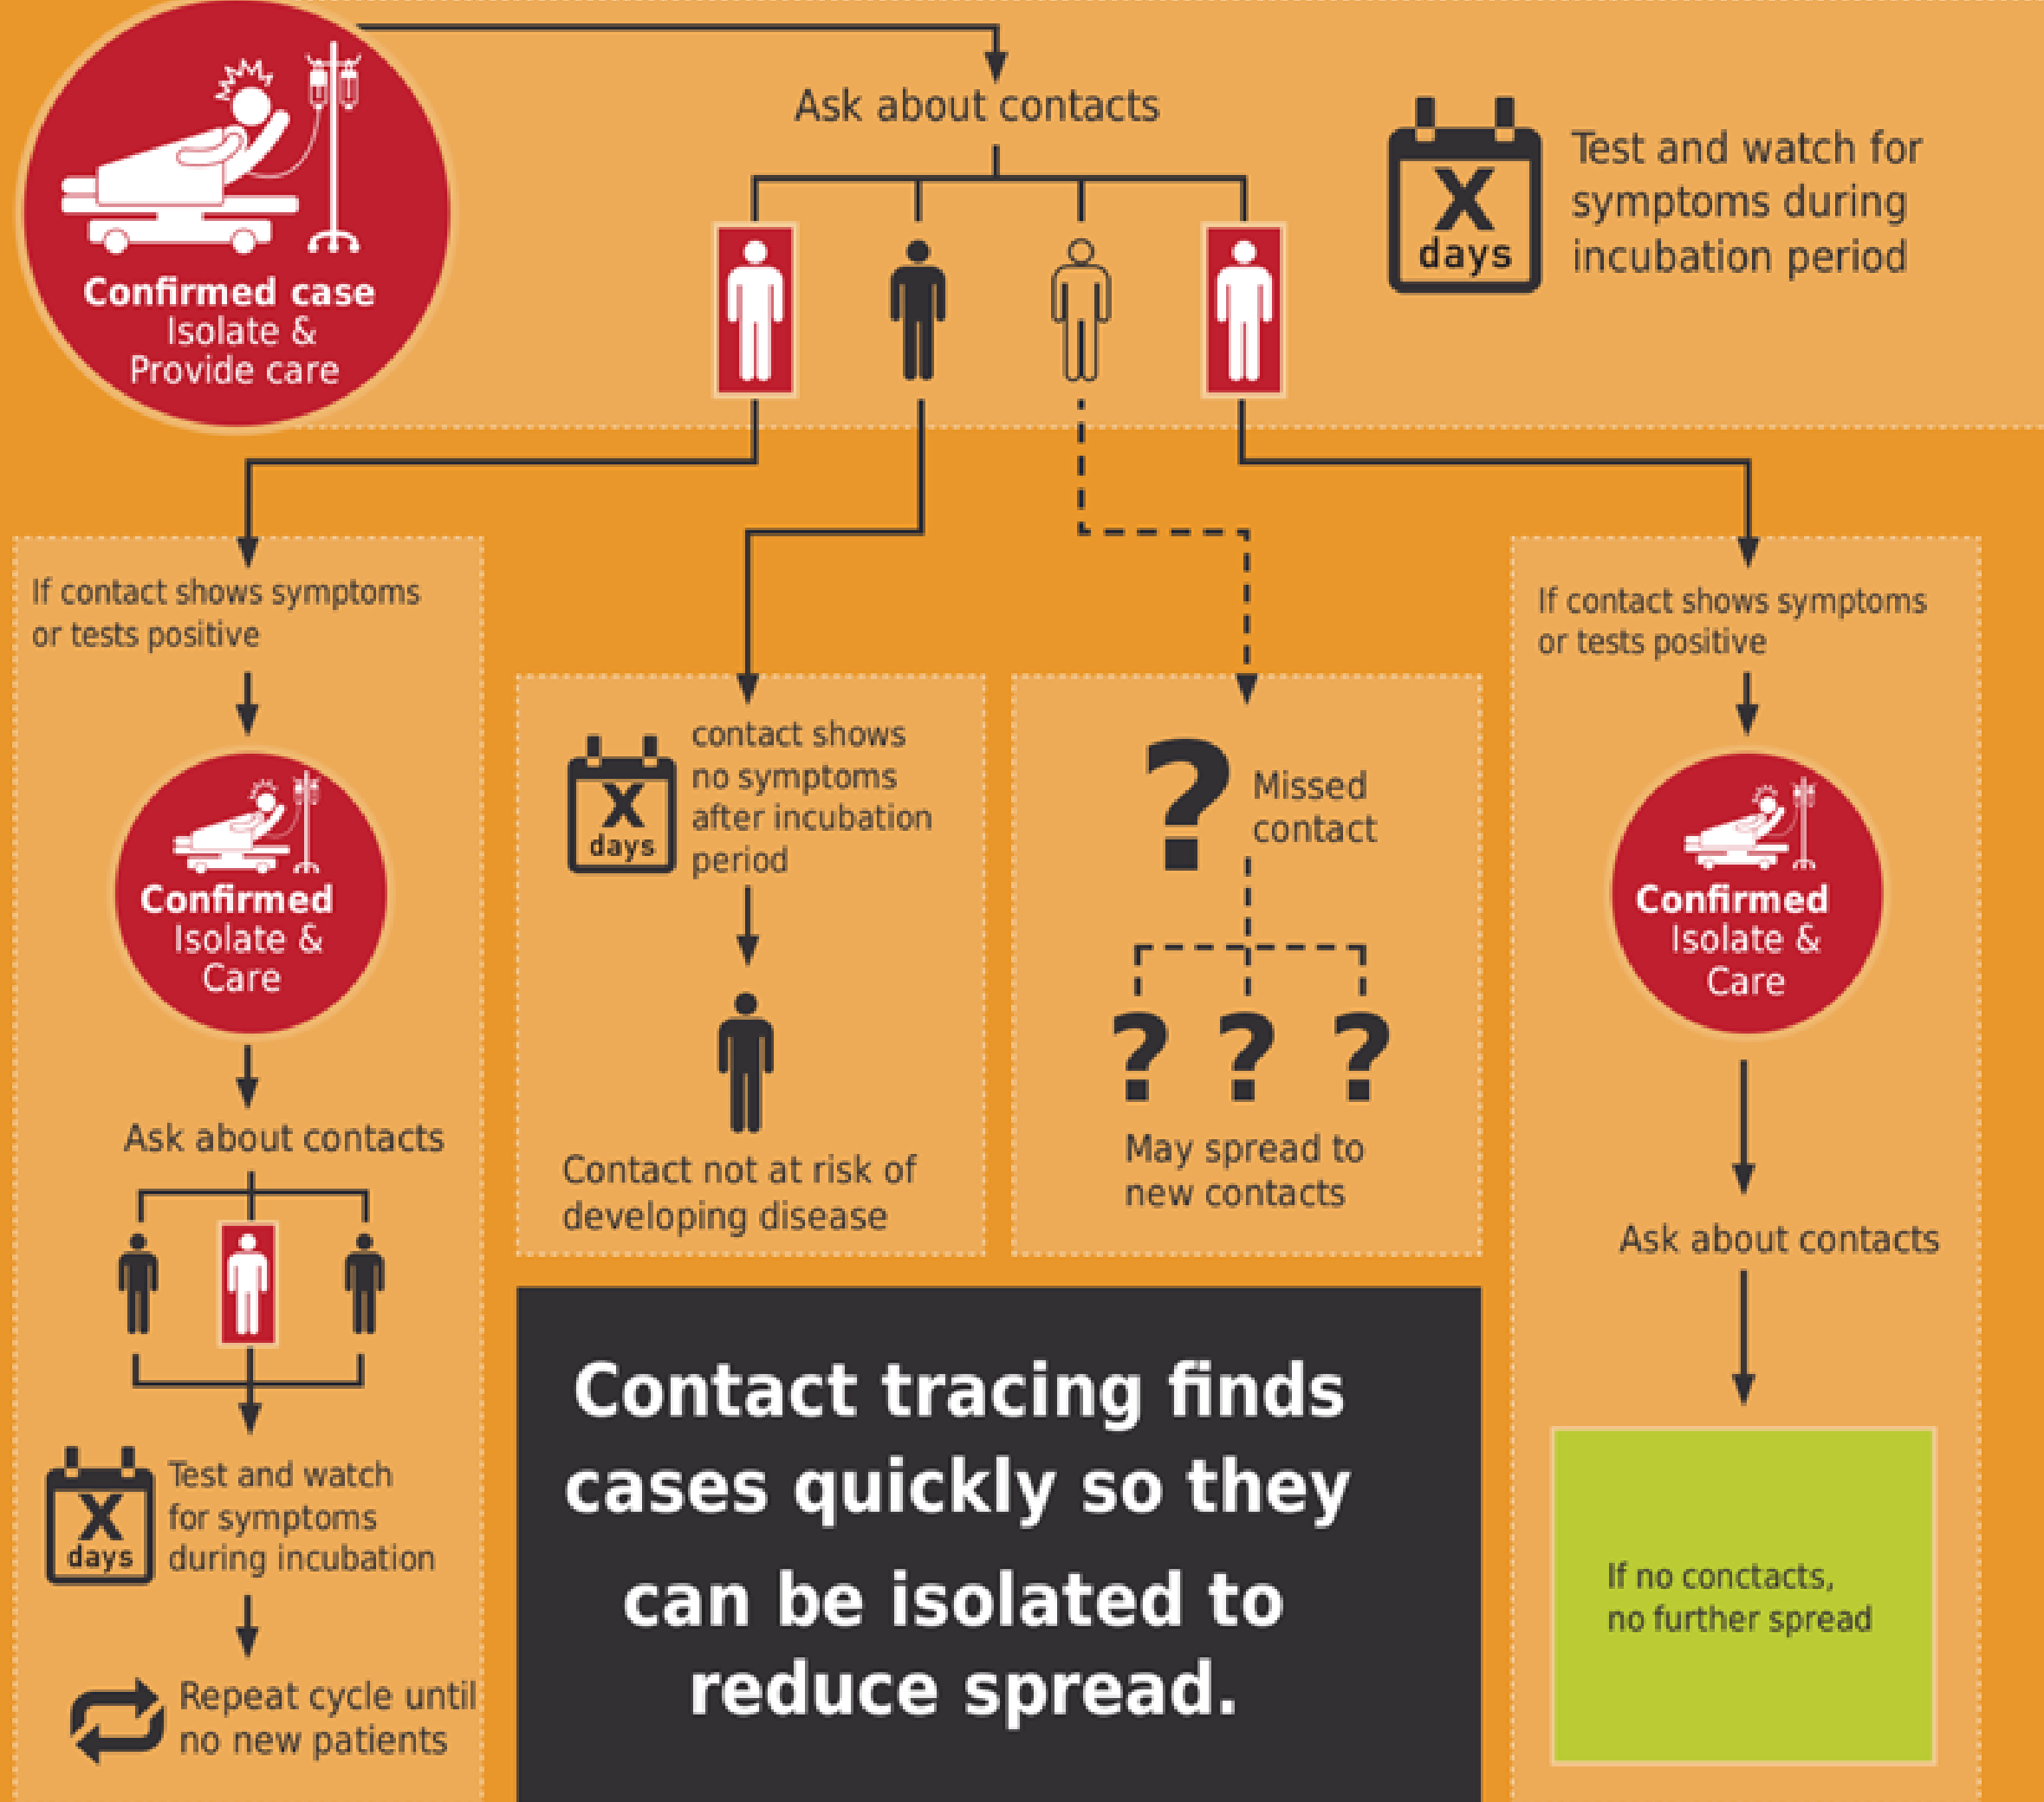 Confirmed case
Isolate &
Provide care
Ask about contacts
X
days
Test and watch for
symptoms during
incubation period
If contact shows symptoms
or tests positive
Confirmed
Isolate &
Care
Ask about contacts
X
days
Test and watch
for symptoms
during incubation
Repeat cycle until
no new patients
X
days
contact shows
no symptoms
after incubation
period
Contact not at risk of
developing disease
?
Missed
contact
? ? ?
May spread to
new contacts
If contact shows symptoms
or tests positive
Confirmed
Isolate &
Care
Ask about contacts
If no conctacts,
no further spread
Contact tracing finds
cases quickly so they
can be isolated to
reduce spread.